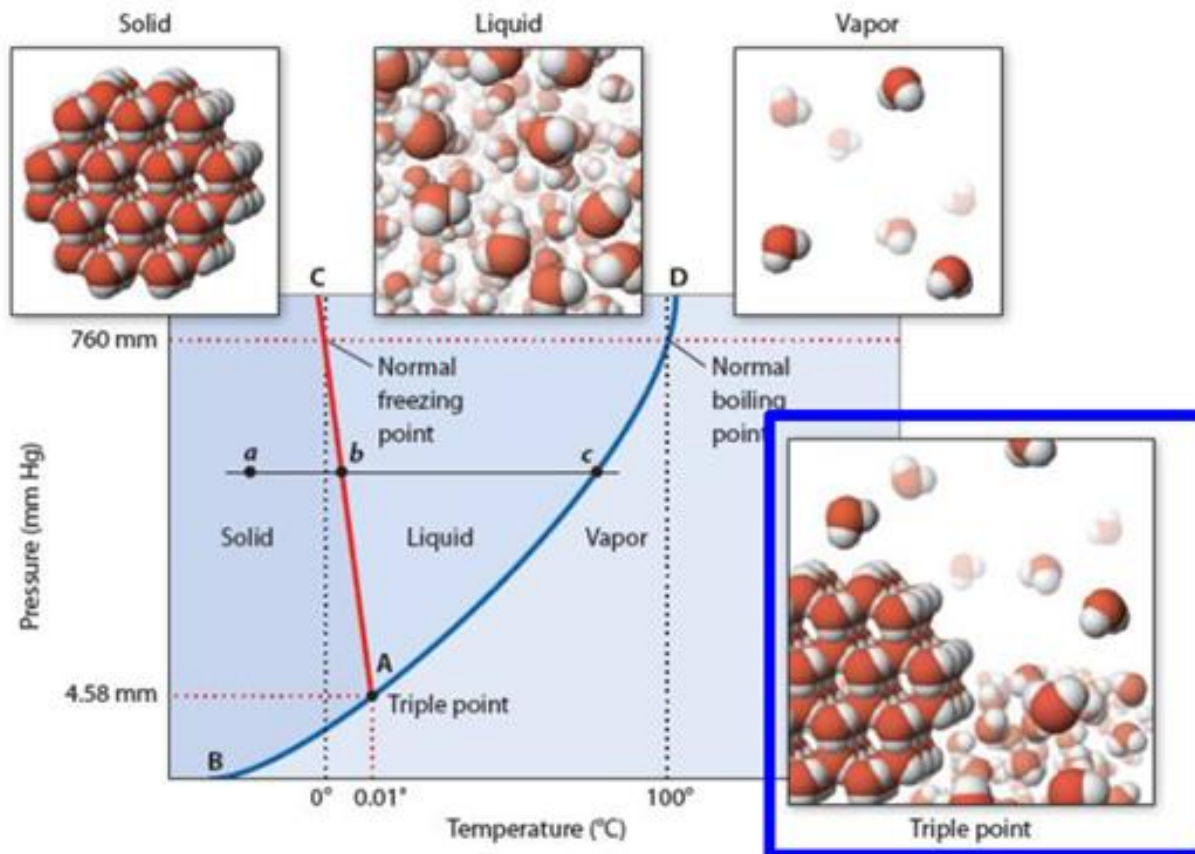 Solid
Liquid
Vapor
C
D
760 mm
Normal
freezing
point
Normal
boiling
point
a
b
c
Solid
Liquid
Vapor
Pressure (mm Hg)
A
4.58 mm
Triple point
B
0°
0.01°
100°
Temperature (°C)
Triple point